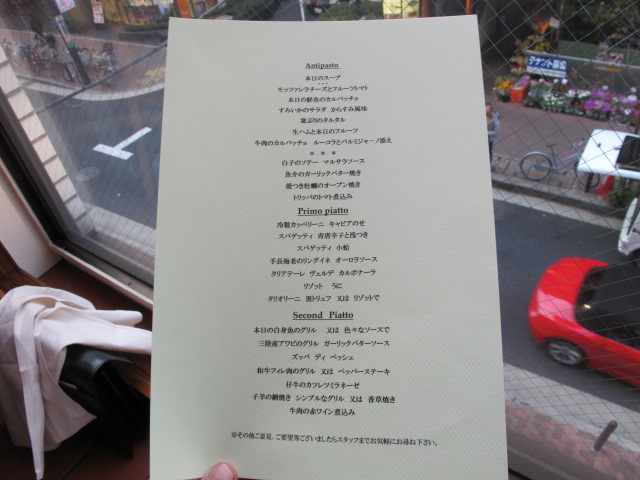 Antipasto
本日のスープ
* * *
モッツァレラチーズとフルーツトマト
本日の鮮魚のカルパッチョ
すみいかのサラダ からすみ風味
寒ぶりのタルタル
生ハムと本日のフルーツ
牛肉のカルパッチョ ルーコラとパルミジャーノ添え
* * *
白子のソテー マルサラソース
魚介のガーリックバター焼き
殻つき牡蠣のオーブン焼き
トリッパのトマト煮込み
Primo piatto
冷製カッペリーニ キャビアのせ
スパゲッティ 青唐辛子と浅つき
スパゲッティ 小蛤
手長海老のリングイネ オーロラソース
タリアテーレ ヴェルデ カルボナーラ
リゾット うに
タリオリーニ 黒トリュフ 又は リゾットで
Second Piatto
本日の白身魚のグリル 又は 色々なソースで
三陸産アワビのグリル ガーリックバターソース
ズッパ ディ ペッシェ
和牛フィレ肉のグリル 又は ペッパーステーキ
仔牛のカツレツミラネーゼ
子羊の網焼き シンプルなグリル 又は 香草焼き
牛肉の赤ワイン煮込み
※その他ご意見、ご要望等ございましたらスタッフまでお気軽にお尋ね下さい。
テナント募集